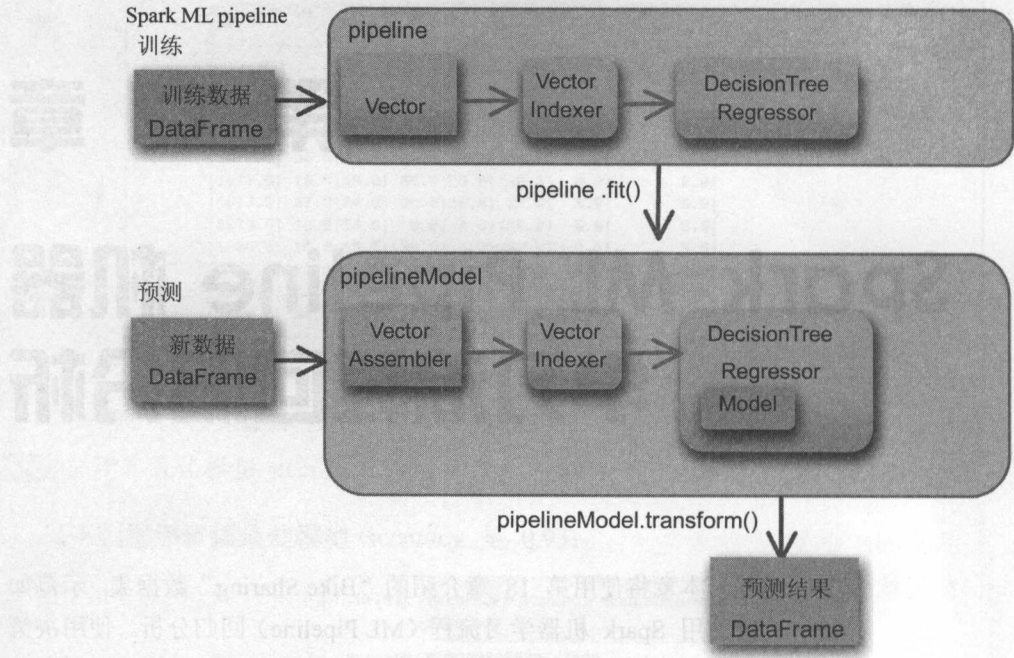 Spark ML pipeline
训练
pipeline
训练数据
DataFrame
Vector
Vector
Indexer
DecisionTree
Regressor
pipeline .fit()
pipelineModel
预测
新数据
DataFrame
Vector
Assembler
Vector
Indexer
DecisionTree
Regressor
Model
pipelineModel.transform()
预测结果
DataFrame